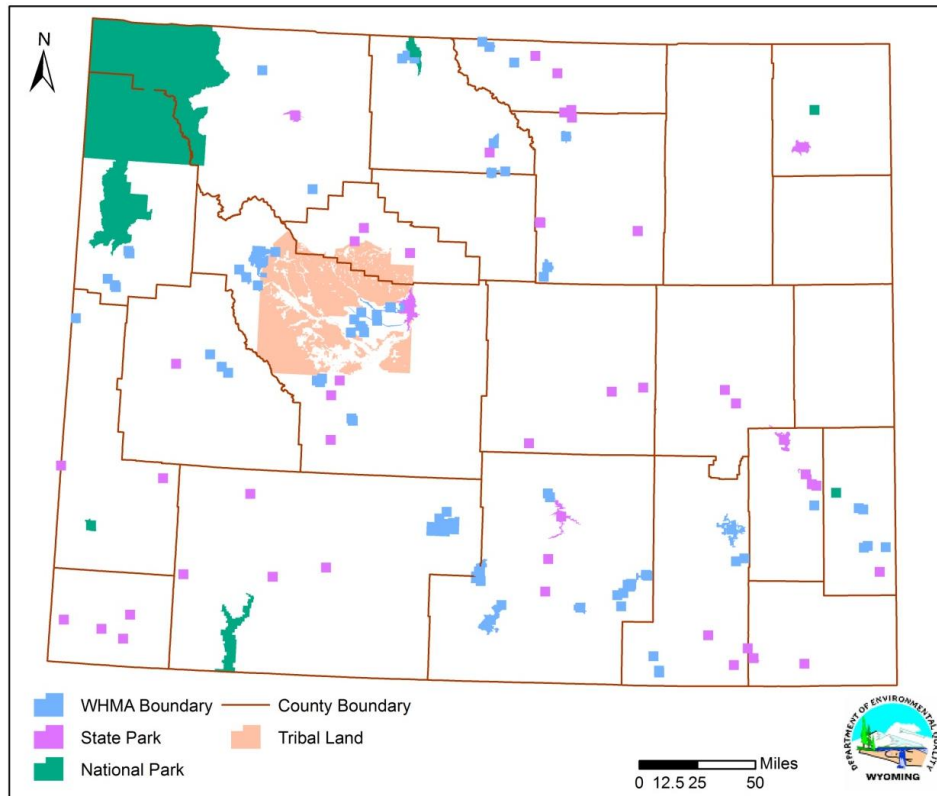 N
WHMA Boundary
County Boundary
State Park
Tribal Land
National Park
Miles
0 12.5 25 50
DEPARTMENT OF ENVIRONMENTAL QUALITY
WYOMING